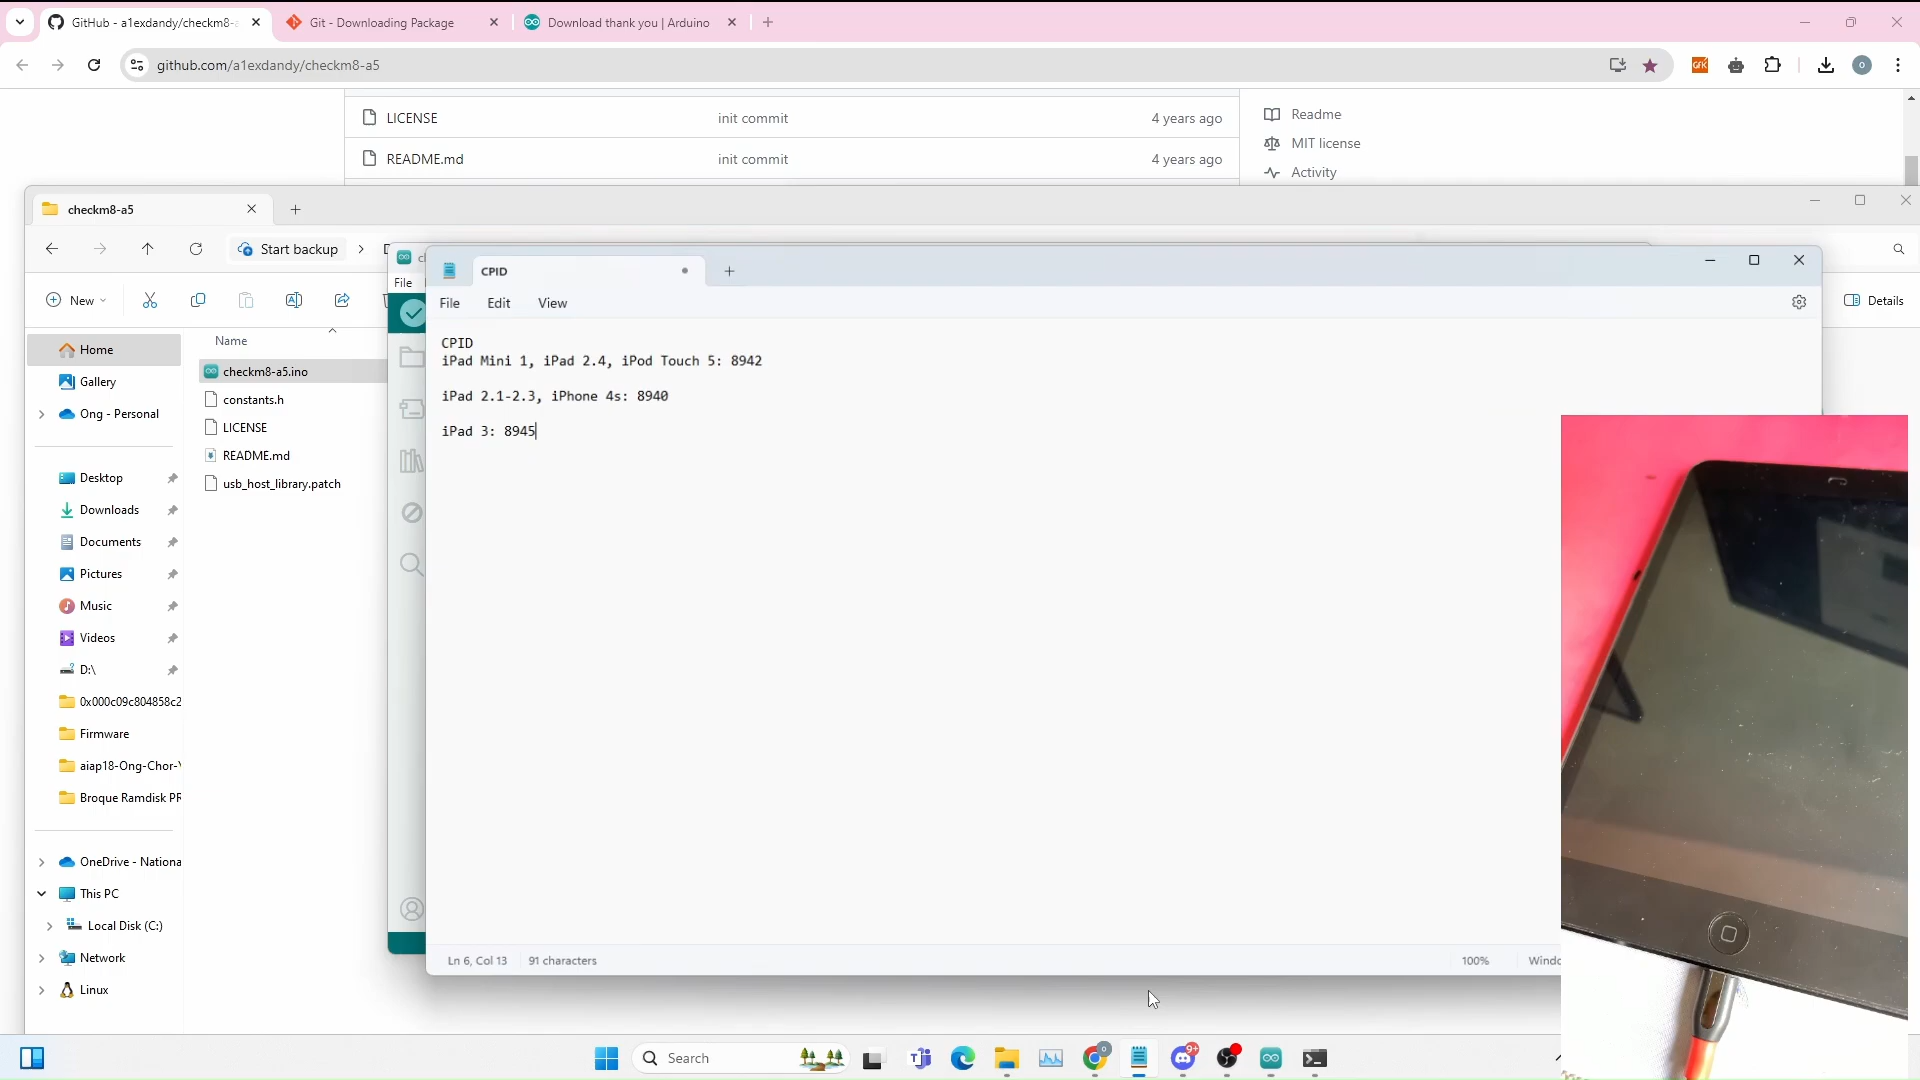 GitHub - a1exdandy/checkm8-a
Git - Downloading Package
Download thank you | Arduino
github.com/a1exdandy/checkm8-a5
GfK
O
LICENSE
init commit
4 years ago
Readme
MIT license
README.md
init commit
4 years ago
Activity
checkm8-a5
Start backup
New
Details
File
CPID
File
Edit
View
CPID
iPad Mini 1, iPad 2.4, iPod Touch 5: 8942
iPad 2.1-2.3, iPhone 4s: 8940
iPad 3: 8945
Ln 6, Col 13
91 characters
100%
Windo
Name
checkm8-a5.ino
constants.h
LICENSE
README.md
usb_host_library.patch
Home
Gallery
Ong - Personal
Desktop
Downloads
Documents
Pictures
Music
Videos
D:\
0x000c09c804858c2
Firmware
aiap18-Ong-Chor-Y
Broque Ramdisk PR
OneDrive - Nationa
This PC
Local Disk (C:)
Network
Linux
Search
9+